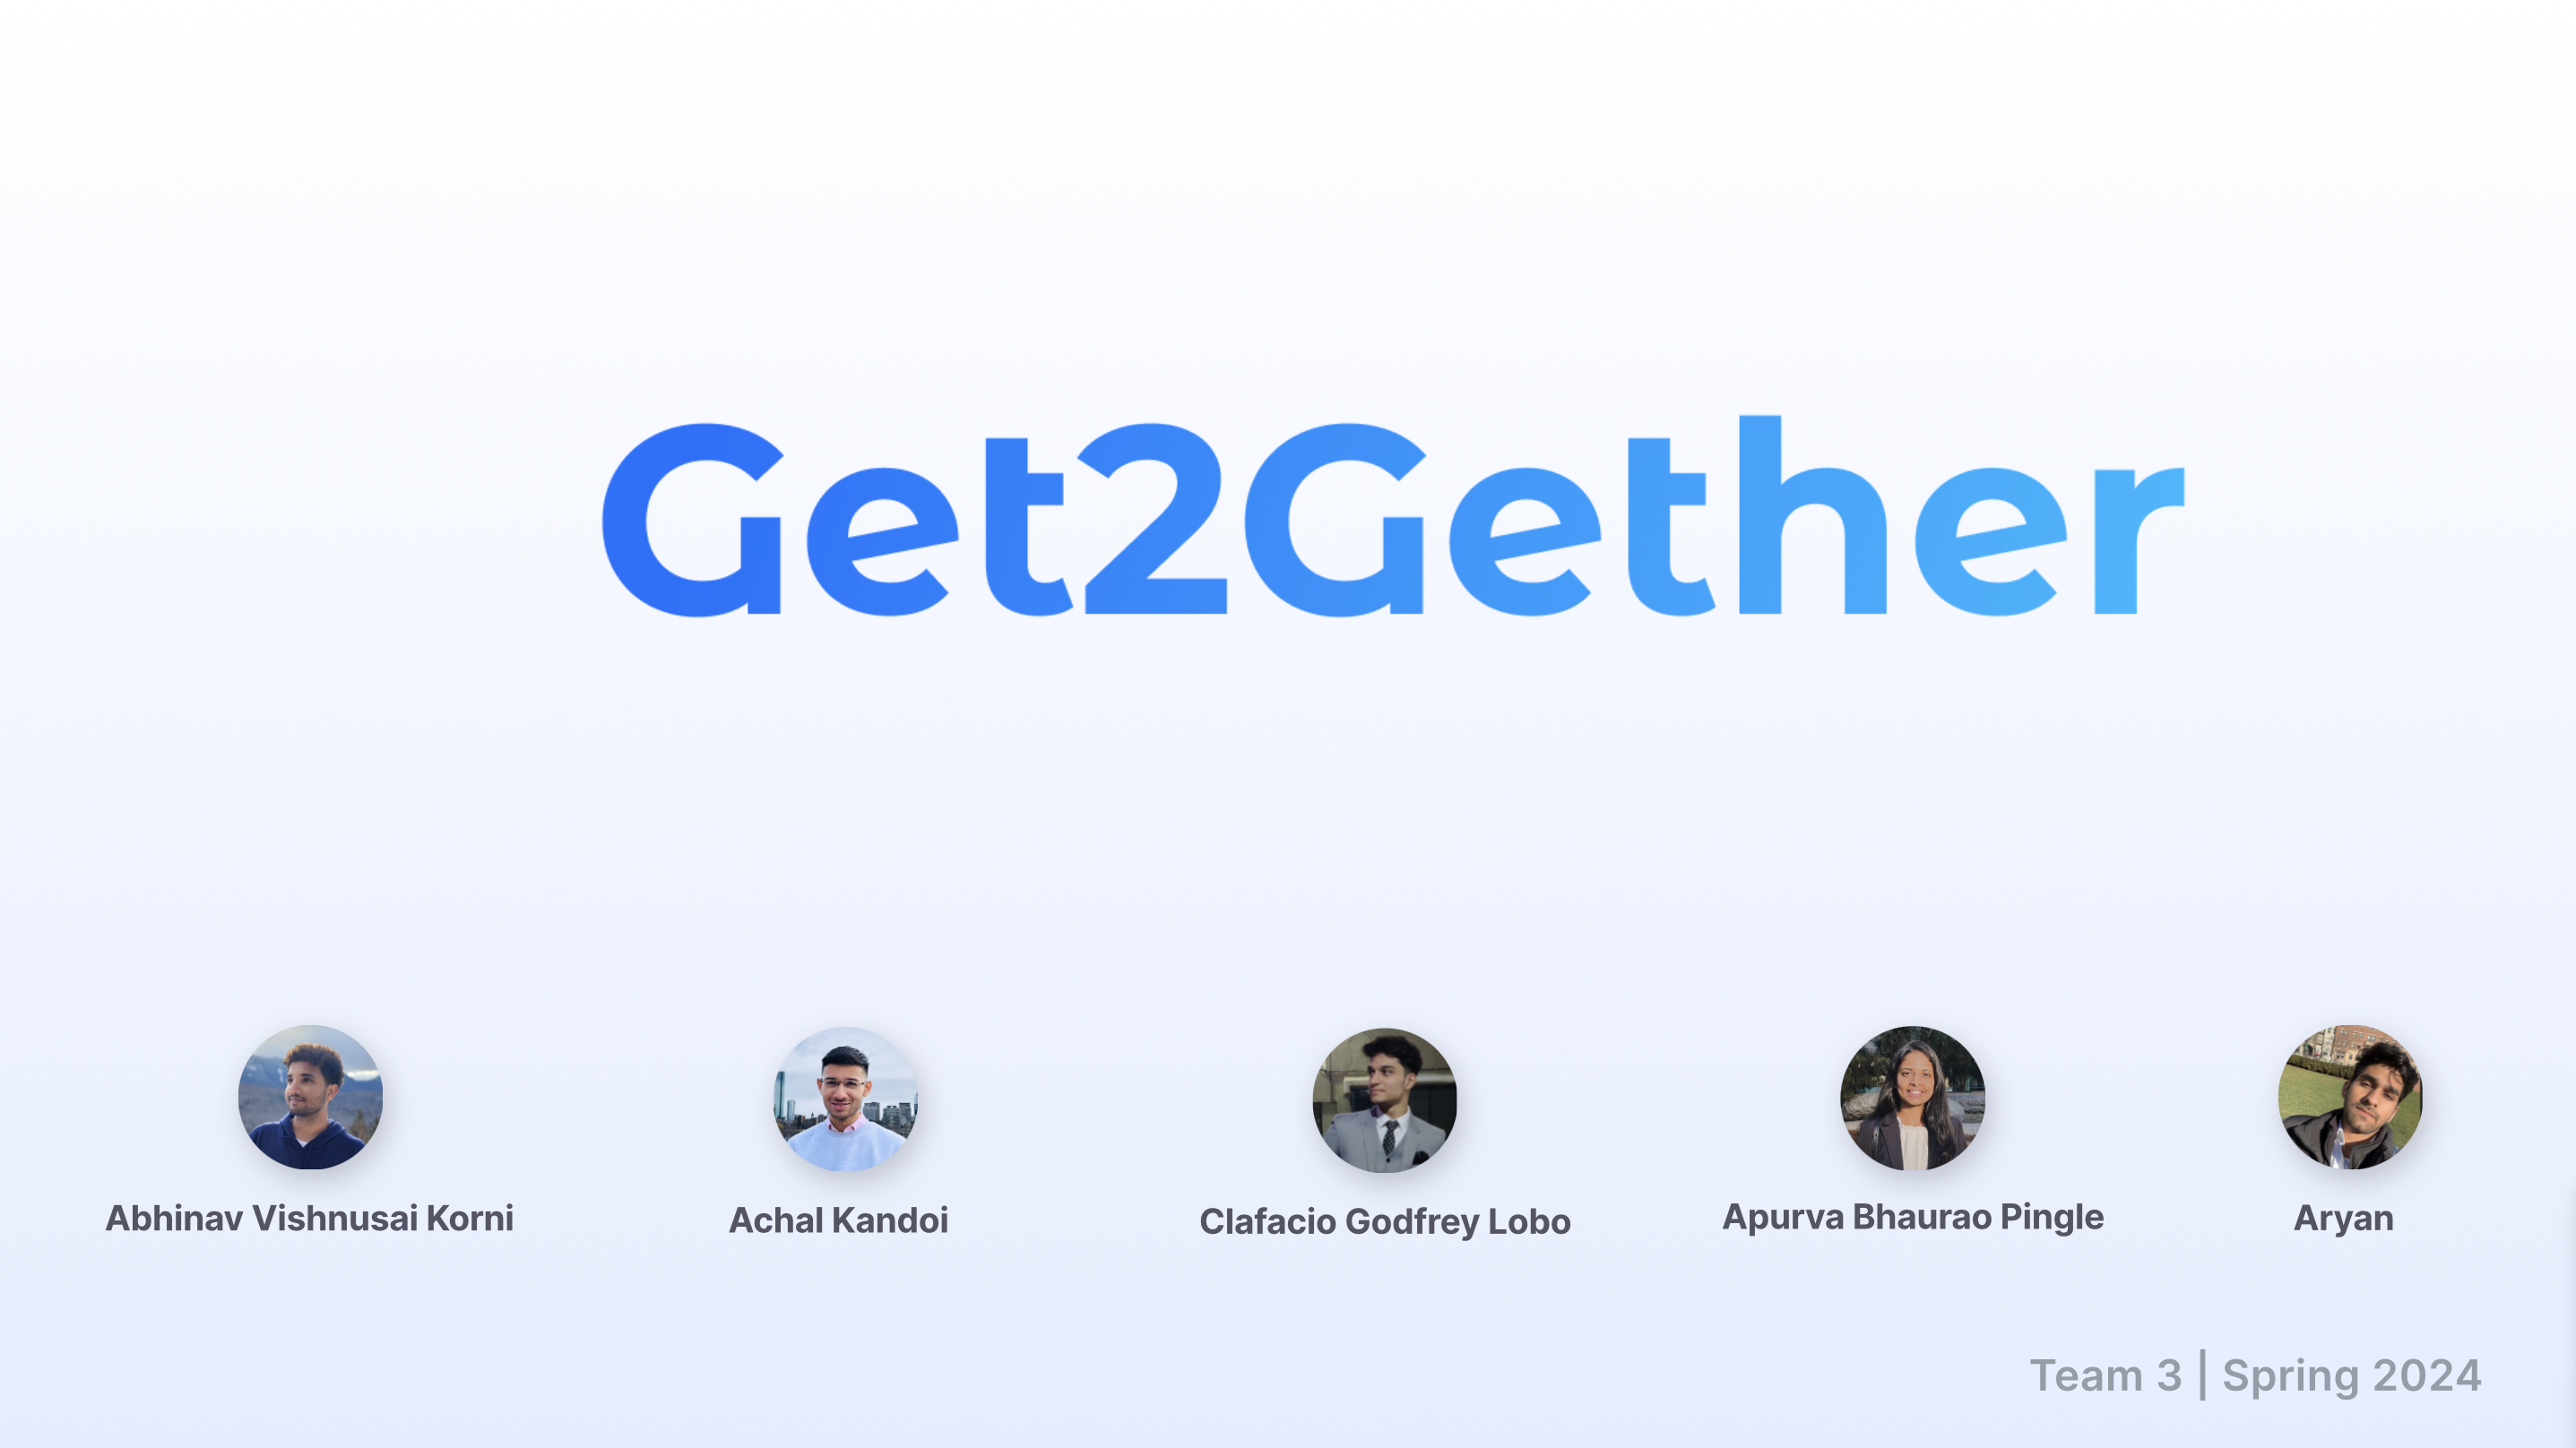 Get2Gether
Abhinav Vishnusai Korni
Achal Kandoi
Clafacio Godfrey Lobo
Apurva Bhaurao Pingle
Aryan
Team 3 | Spring 2024